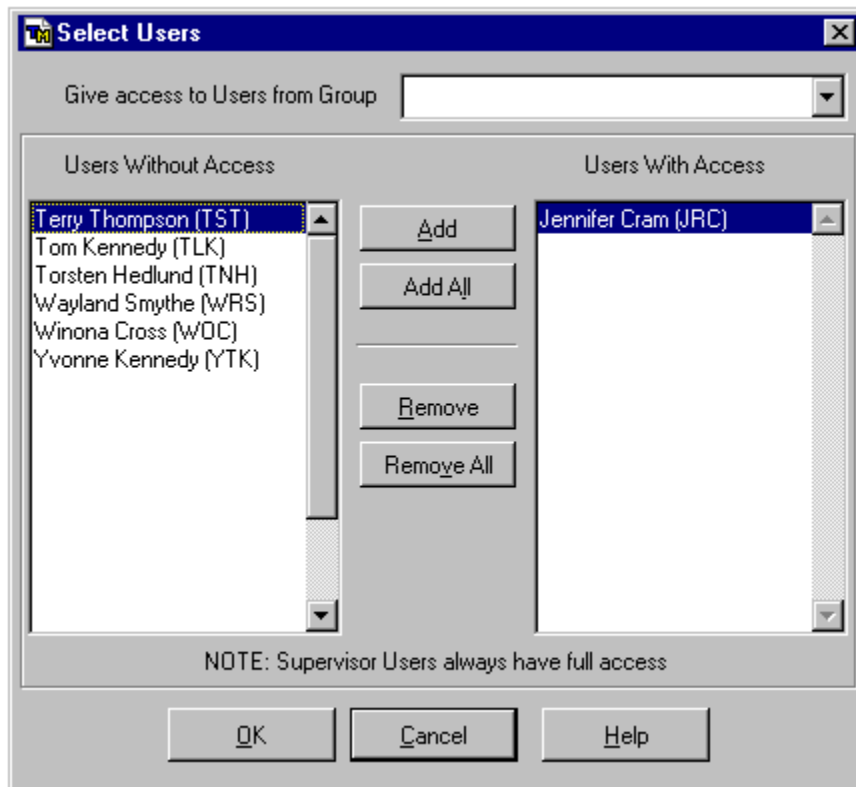 Select Users
Give access to Users from Group
Users Without Access
Users With Access
Terry Thompson (TST)
Tom Kennedy (TLK)
Torsten Hedlund (TNH)
Wayland Smythe (WRS)
Winona Cross (WOC)
Yvonne Kennedy (YTK)
Add
Add All
Remove
Remove All
Jennifer Cram (JRC)
NOTE: Supervisor Users always have full access
OK
Cancel
Help